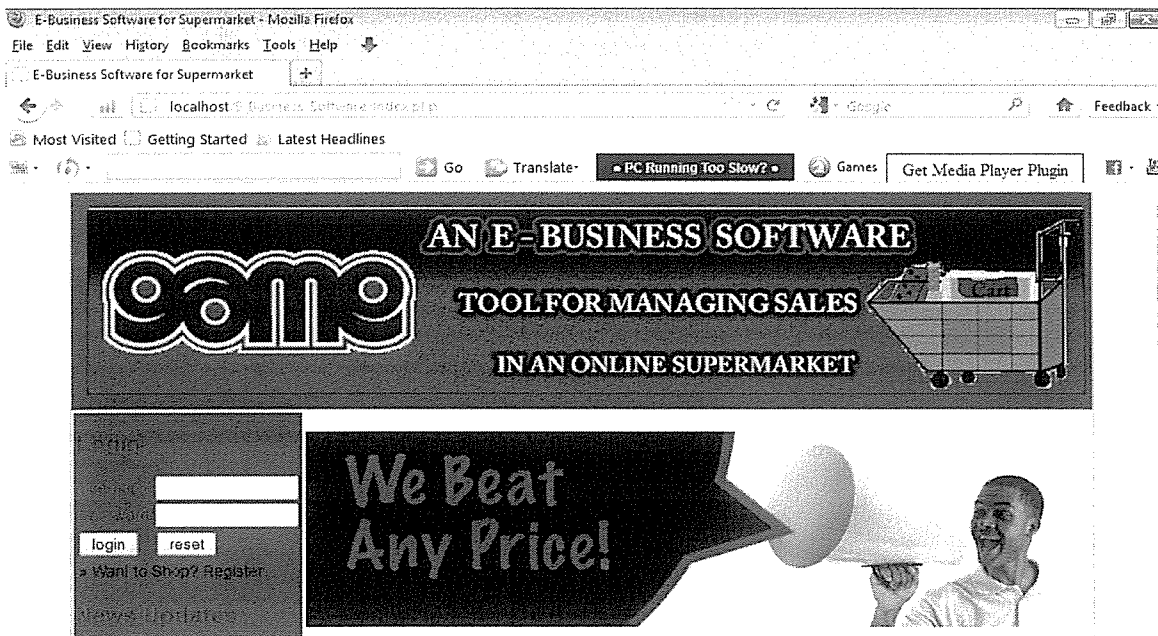 E-Business Software for Supermarket - Mozilla Firefox
File Edit View History Bookmarks Tools Help
E-Business Software for Supermarket +
localhost Google Feedback
Most Visited Getting Started Latest Headlines
Go Translate PC Running Too Slow? Games Get Media Player Plugin
AN E-BUSINESS SOFTWARE
game
TOOL FOR MANAGING SALES
Cart
IN AN ONLINE SUPERMARKET
Login
We Beat
Any Price!
login reset
» Want to Shop? Register
News Updates